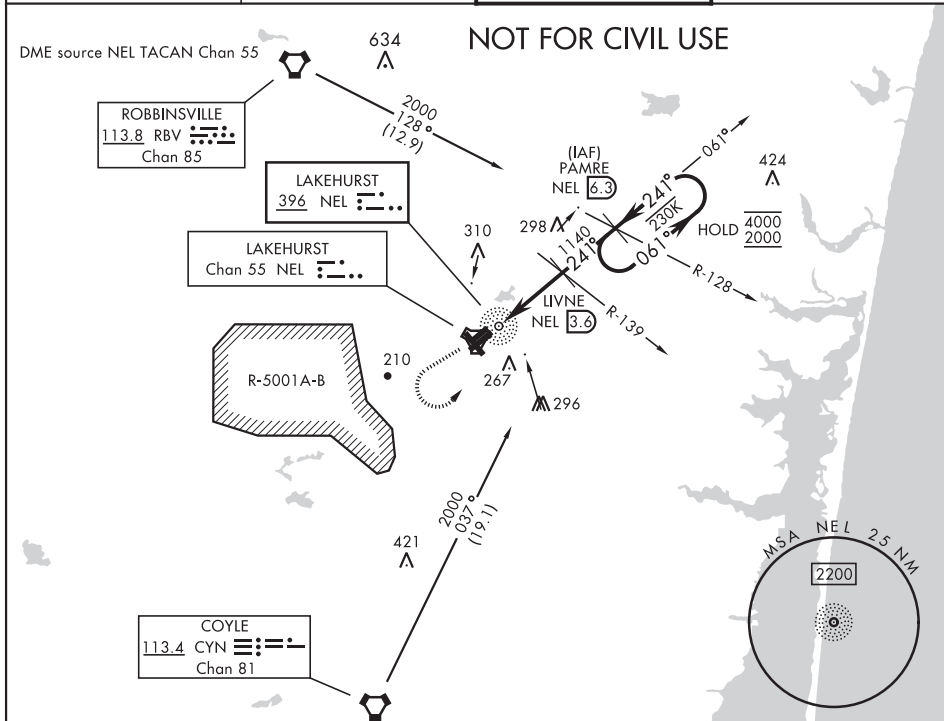 DME source NEL TACAN Chan 55
634
NOT FOR CIVIL USE
ROBBINSVILLE
113.8 RBV
Chan 85
2000
128°
(12.9)
(IAF)
PAMRE
NEL 6.3
061°
241°
230K
424
LAKEHURST
396 NEL
298
310
1140
241°
061°
HOLD 4000
2000
LAKEHURST
Chan 55 NEL
R-128
LIVNE
NEL 3.6
R-139
R-5001A-B
210
267
296
2000
037°
(19.1)
421
MSA NEL 25 NM
2200
COYLE
113.4 CYN
Chan 81